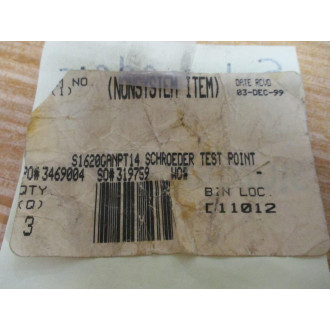 NO (NONSYSTEM ITEM) DATE RCVD
03-DEC-99
S1620GANPT14 SCHROEDER TEST POINT
PO# 3469004 SO# 319759 WO# -
QTY BIN LOC.
(Q) C11012
3